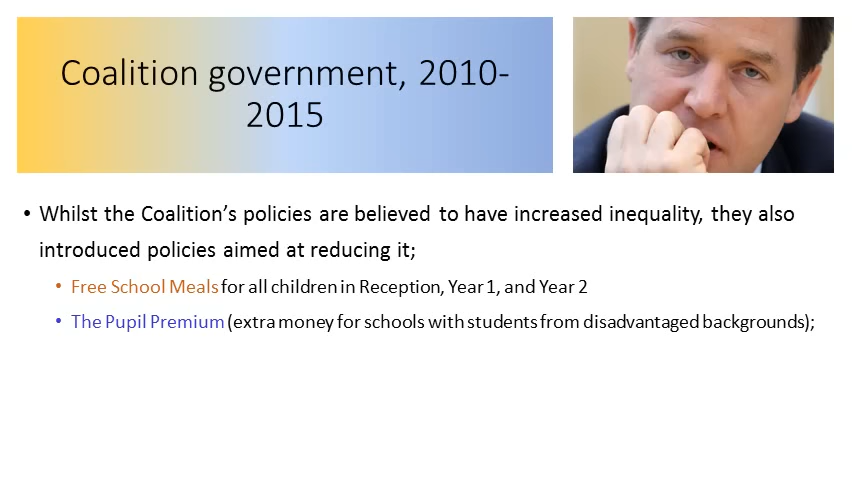 Coalition government, 2010-
2015
• Whilst the Coalition’s policies are believed to have increased inequality, they also
introduced policies aimed at reducing it;
• Free School Meals for all children in Reception, Year 1, and Year 2
• The Pupil Premium (extra money for schools with students from disadvantaged backgrounds);